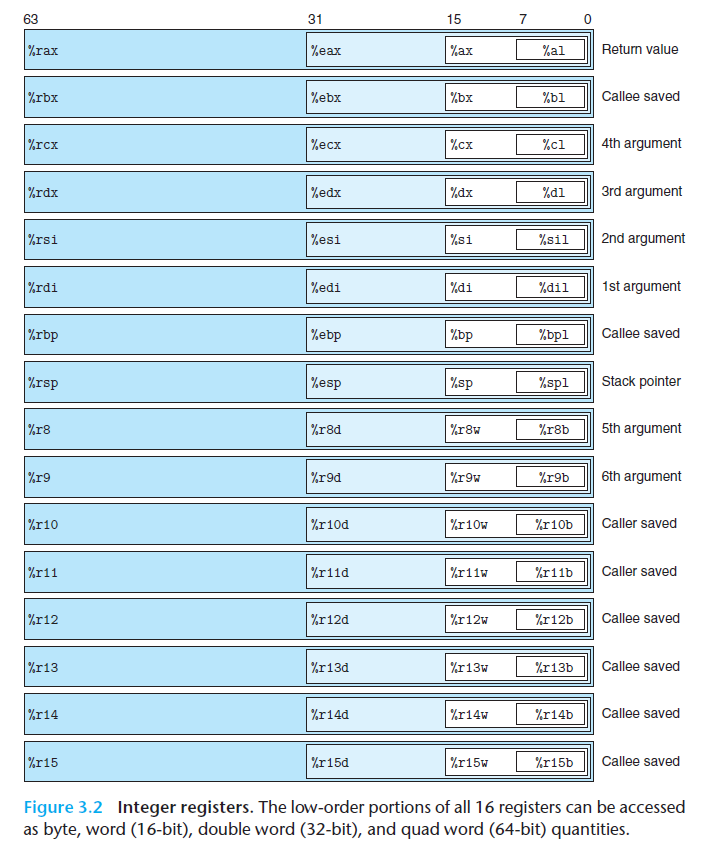 63 31 15 7 0
%rax %eax %ax %al Return value
%rbx %ebx %bx %bl Callee saved
%rcx %ecx %cx %cl 4th argument
%rdx %edx %dx %dl 3rd argument
%rsi %esi %si %sil 2nd argument
%rdi %edi %di %dil 1st argument
%rbp %ebp %bp %bpl Callee saved
%rsp %esp %sp %spl Stack pointer
%r8 %r8d %r8w %r8b 5th argument
%r9 %r9d %r9w %r9b 6th argument
%r10 %r10d %r10w %r10b Caller saved
%r11 %r11d %r11w %r11b Caller saved
%r12 %r12d %r12w %r12b Callee saved
%r13 %r13d %r13w %r13b Callee saved
%r14 %r14d %r14w %r14b Callee saved
%r15 %r15d %r15w %r15b Callee saved
Figure 3.2 Integer registers. The low-order portions of all 16 registers can be accessed
as byte, word (16-bit), double word (32-bit), and quad word (64-bit) quantities.